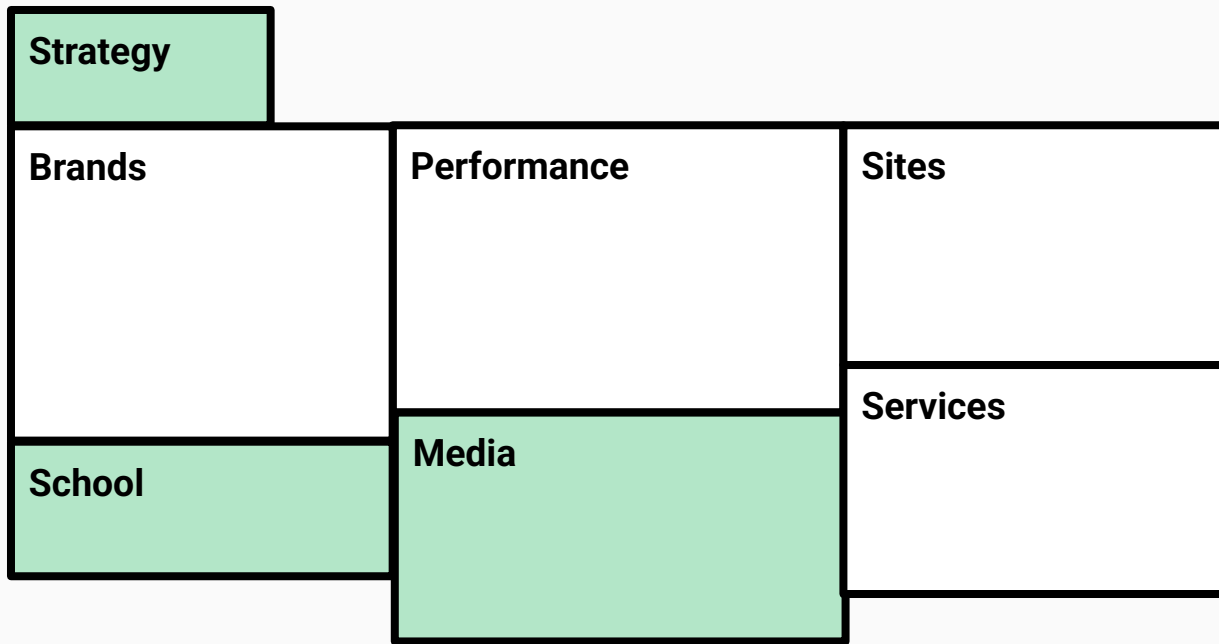 Strategy
Brands
Performance
Sites
Services
Media
School